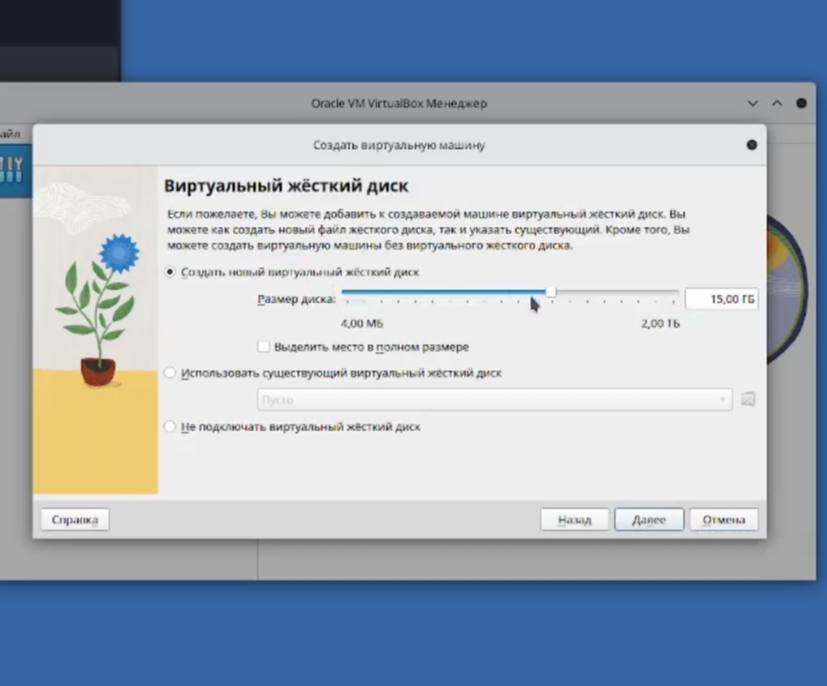 Oracle VM VirtualBox Менеджер
айл
Создать виртуальную машину
Виртуальный жёсткий диск
Если пожелаете, Вы можете добавить к создаваемой машине виртуальный жёсткий диск. Вы
можете как создать новый файл жёсткого диска, так и указать существующий. Кроме того, Вы
можете создать виртуальную машины без виртуального жёсткого диска.
Создать новый виртуальный жёсткий диск
Размер диска:
15,00 ГБ
4,00 МБ
2,00 ТБ
Выделить место в полном размере
Использовать существующий виртуальный жёсткий диск
Пусто
Не подключать виртуальный жёсткий диск
Справка
Назад
Далее
Отмена